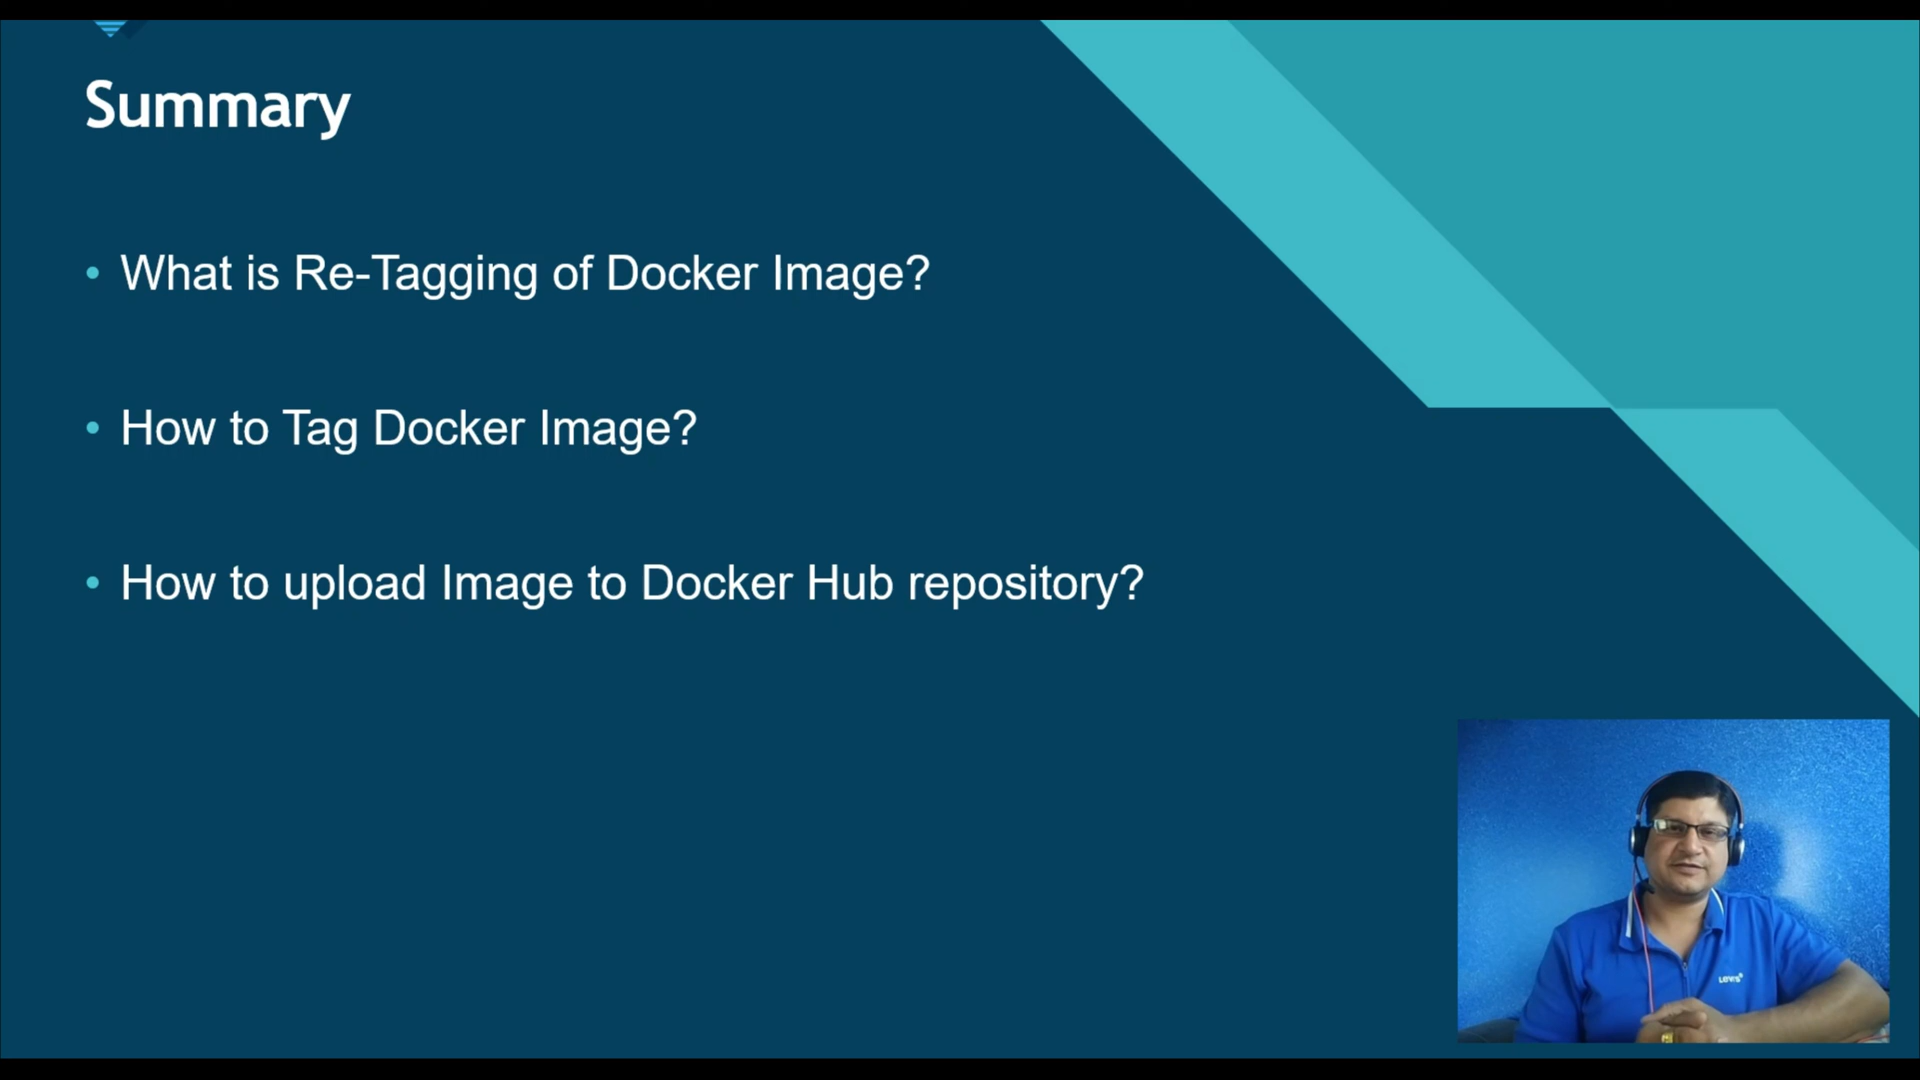 Summary
• What is Re-Tagging of Docker Image?
• How to Tag Docker Image?
• How to upload Image to Docker Hub repository?
Levi's